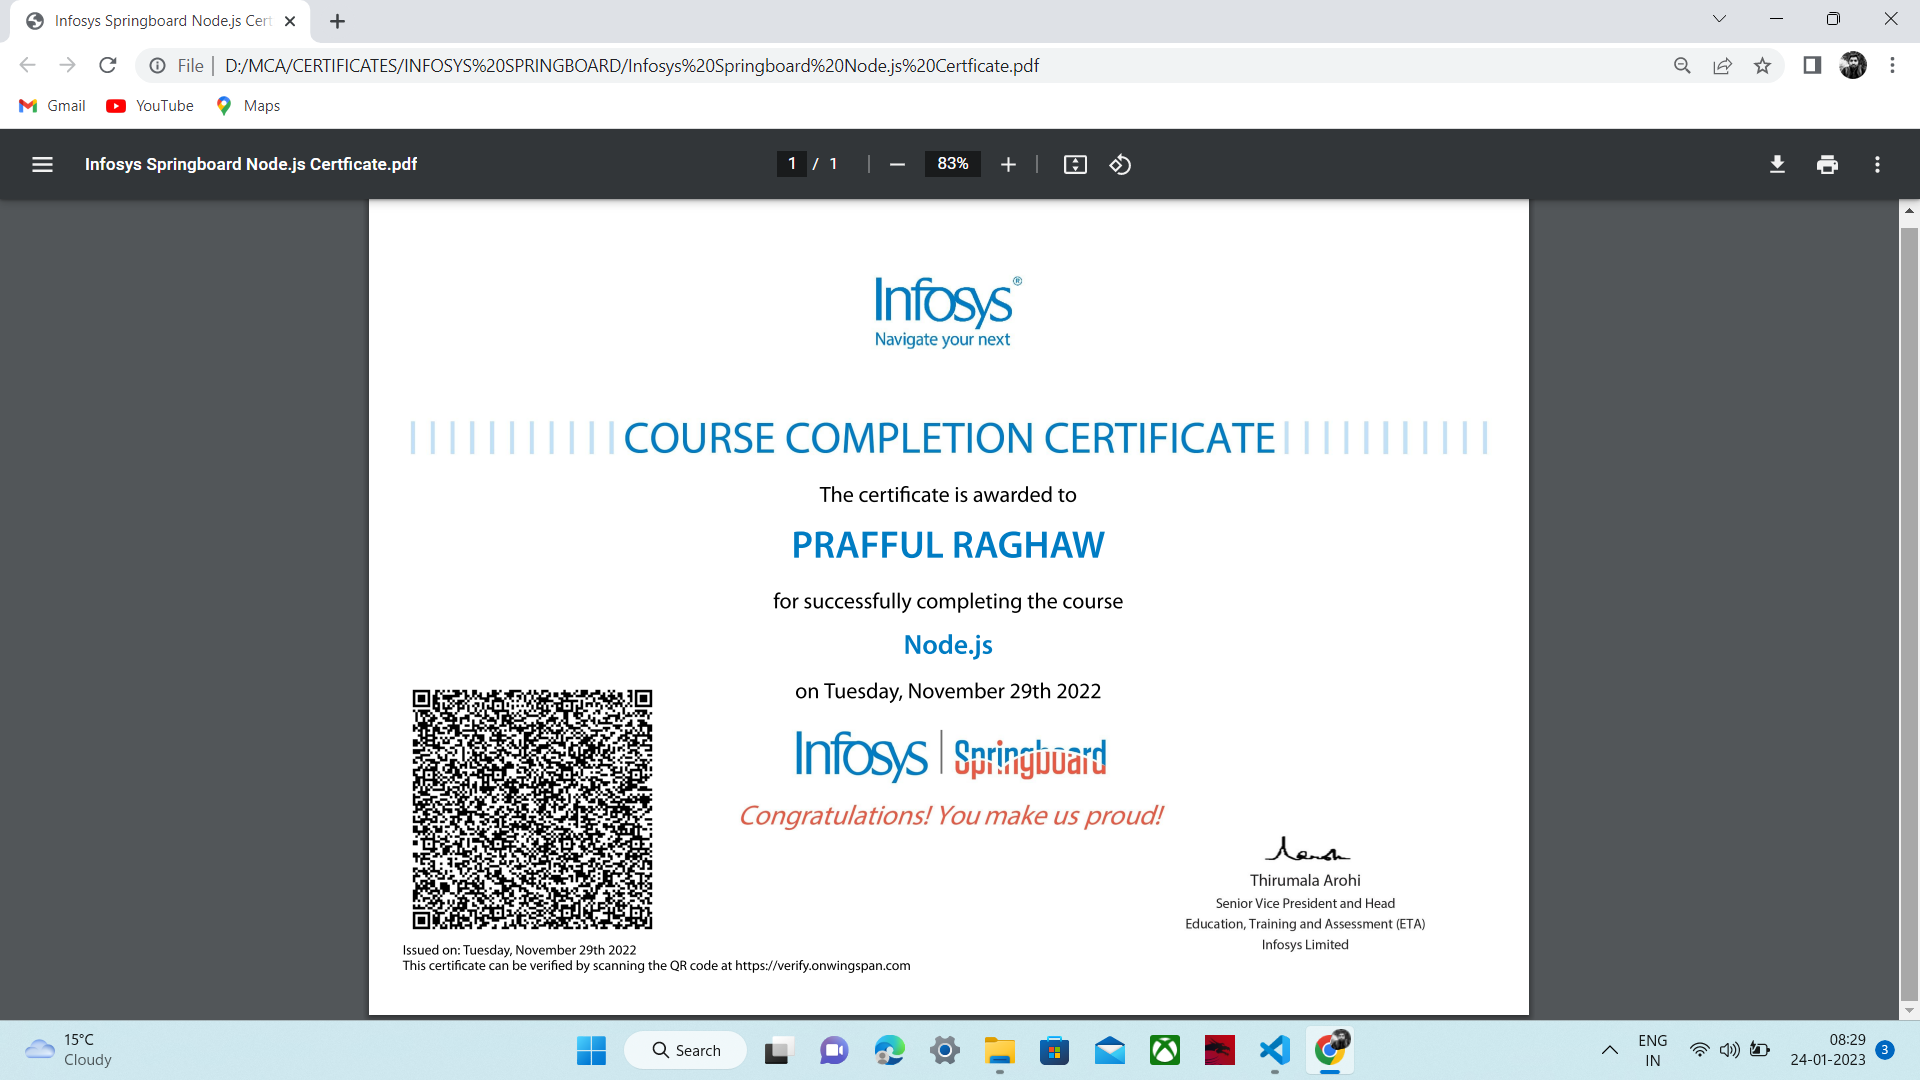 Infosys Springboard Node.js Cert
File
D:/MCA/CERTIFICATES/INFOSYS%20SPRINGBOARD/Infosys%20Springboard%20Node.js%20Certficate.pdf
Gmail
YouTube
Maps
Infosys Springboard Node.js Certficate.pdf
1 / 1
83%
Infosys®
Navigate your next
COURSE COMPLETION CERTIFICATE
The certificate is awarded to
PRAFFUL RAGHAW
for successfully completing the course
Node.js
on Tuesday, November 29th 2022
Infosys | Springboard
Congratulations! You make us proud!
Thirumala Arohi
Senior Vice President and Head
Education, Training and Assessment (ETA)
Infosys Limited
Issued on: Tuesday, November 29th 2022
This certificate can be verified by scanning the QR code at https://verify.onwingspan.com
15°C
Cloudy
Search
ENG
IN
08:29
24-01-2023
3